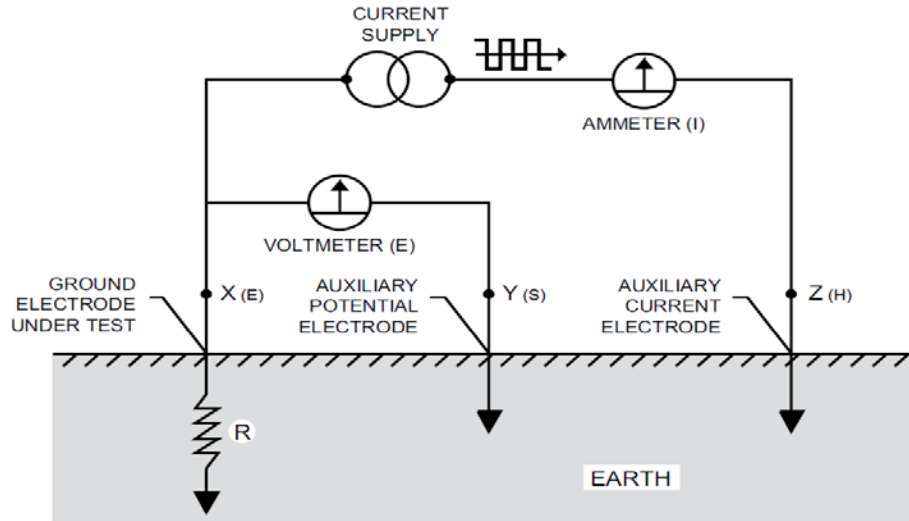 CURRENT
SUPPLY
AMMETER (I)
VOLTMETER (E)
GROUND
ELECTRODE
UNDER TEST
X (E)
AUXILIARY
POTENTIAL
ELECTRODE
Y (S)
AUXILIARY
CURRENT
ELECTRODE
Z (H)
R
EARTH